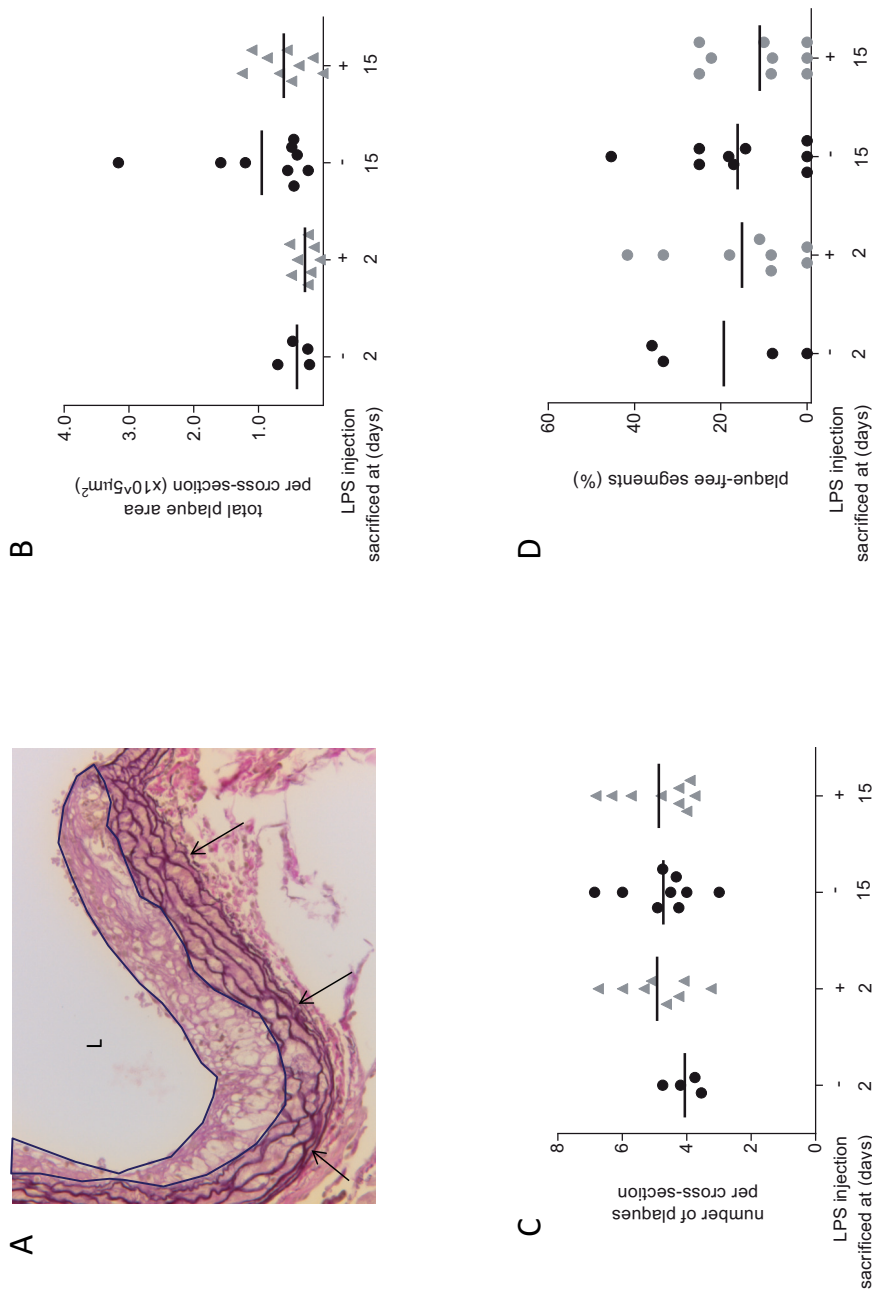 A
L
B
4.0
3.0
2.0
1.0
total plaque area
per cross-section (x10^5µm²)
LPS injection - + - +
sacrificed at (days) 2 2 15 15
C
8
6
4
2
0
number of plaques
per cross-section
LPS injection - + - +
sacrificed at (days) 2 2 15 15
D
60
40
20
0
plaque-free segments (%)
LPS injection - + - +
sacrificed at (days) 2 2 15 15